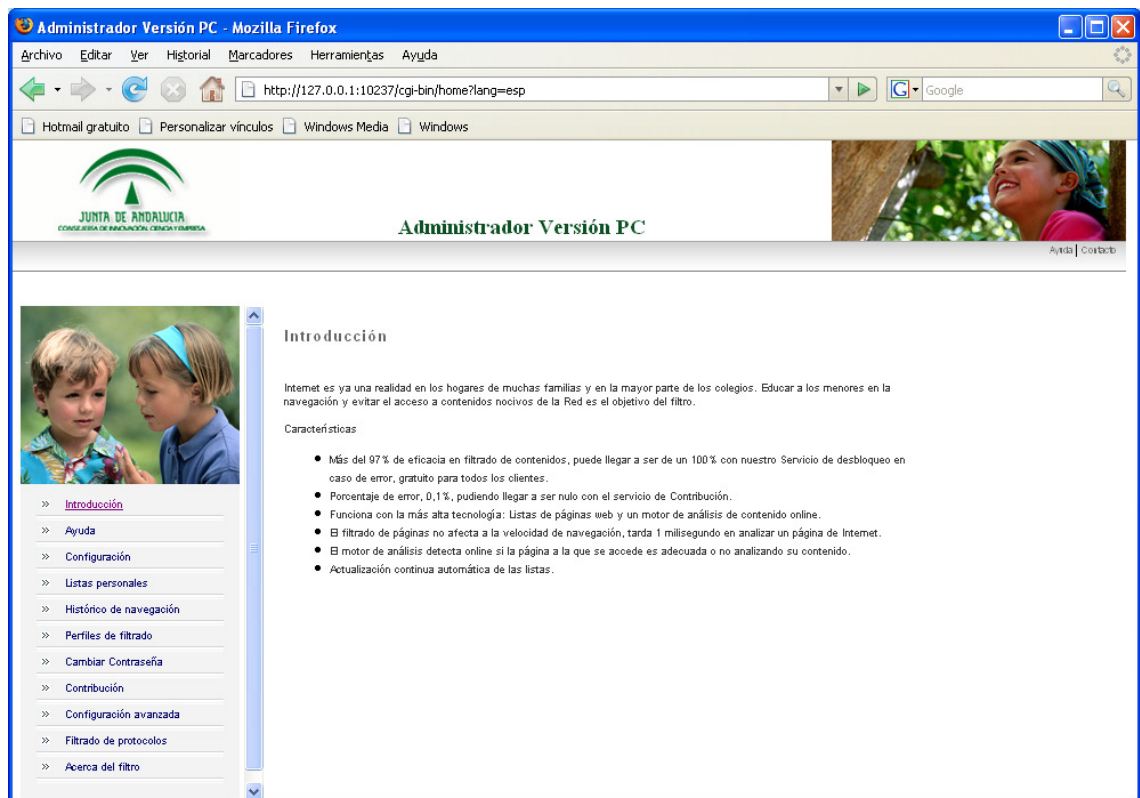 Administrador Versión PC - Mozilla Firefox
Archivo Editar Ver Historial Marcadores Herramientas Ayuda
http://127.0.0.1:10237/cgi-bin/home?lang=esp
Google
Hotmail gratuito Personalizar vínculos Windows Media Windows
JUNTA DE ANDALUCIA
CONSEJERÍA DE INNOVACIÓN, CIENCIA Y EMPRESA
Administrador Versión PC
Ayuda Contacto
Introducción
Internet es ya una realidad en los hogares de muchas familias y en la mayor parte de los colegios. Educar a los menores en la
navegación y evitar el acceso a contenidos nocivos de la Red es el objetivo del filtro.
Características
Más del 97% de eficacia en filtrado de contenidos, puede llegar a ser de un 100% con nuestro Servicio de desbloqueo en
caso de error, gratuito para todos los clientes.
Porcentaje de error, 0,1%, pudiendo llegar a ser nulo con el servicio de Contribución.
Funciona con la más alta tecnología: Listas de páginas web y un motor de análisis de contenido online.
El filtrado de páginas no afecta a la velocidad de navegación, tarda 1 milisegundo en analizar un página de Internet.
El motor de análisis detecta online si la página a la que se accede es adecuada o no analizando su contenido.
Actualización continua automática de las listas.
» Introducción
» Ayuda
» Configuración
» Listas personales
» Histórico de navegación
» Perfiles de filtrado
» Cambiar Contraseña
» Contribución
» Configuración avanzada
» Filtrado de protocolos
» Acerca del filtro